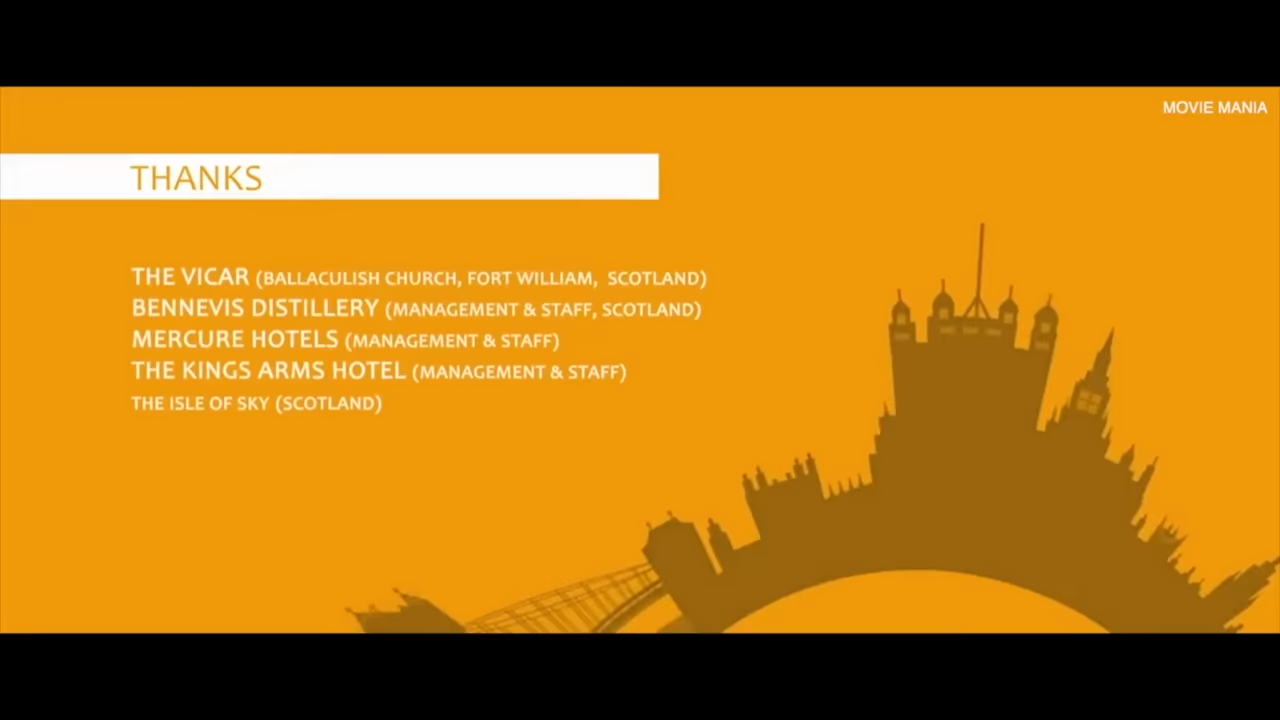 MOVIE MANIA
THANKS
THE VICAR (BALLACULISH CHURCH, FORT WILLIAM, SCOTLAND)
BENNEVIS DISTILLERY (MANAGEMENT & STAFF, SCOTLAND)
MERCURE HOTELS (MANAGEMENT & STAFF)
THE KINGS ARMS HOTEL (MANAGEMENT & STAFF)
THE ISLE OF SKY (SCOTLAND)